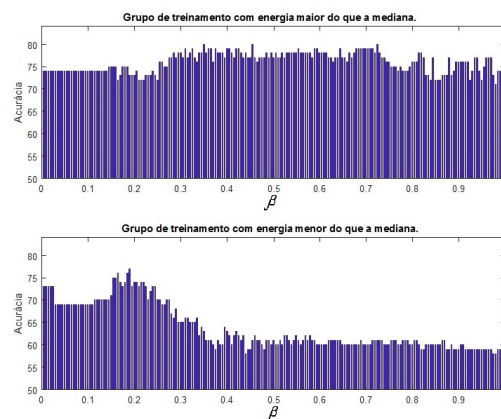 Grupo de treinamento com energia maior do que a mediana.
80
75
70
65
60
55
50
Acurácia
0 0.1 0.2 0.3 0.4 0.5 0.6 0.7 0.8 0.9
β
Grupo de treinamento com energia menor do que a mediana.
80
75
70
65
60
55
50
Acurácia
0 0.1 0.2 0.3 0.4 0.5 0.6 0.7 0.8 0.9
β